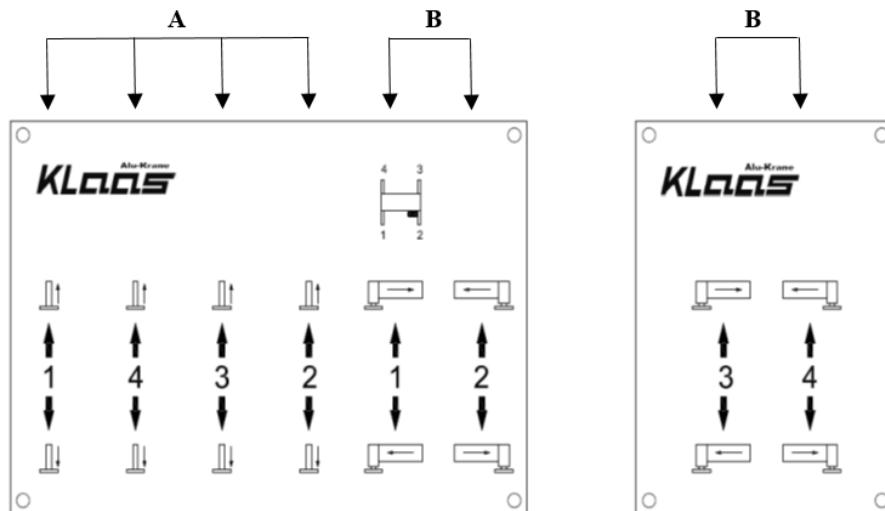 A B B
Alu-Krane Alu-Krane
KLaas KLaas
4 3
1 2
1 4 3 2 1 2 3 4